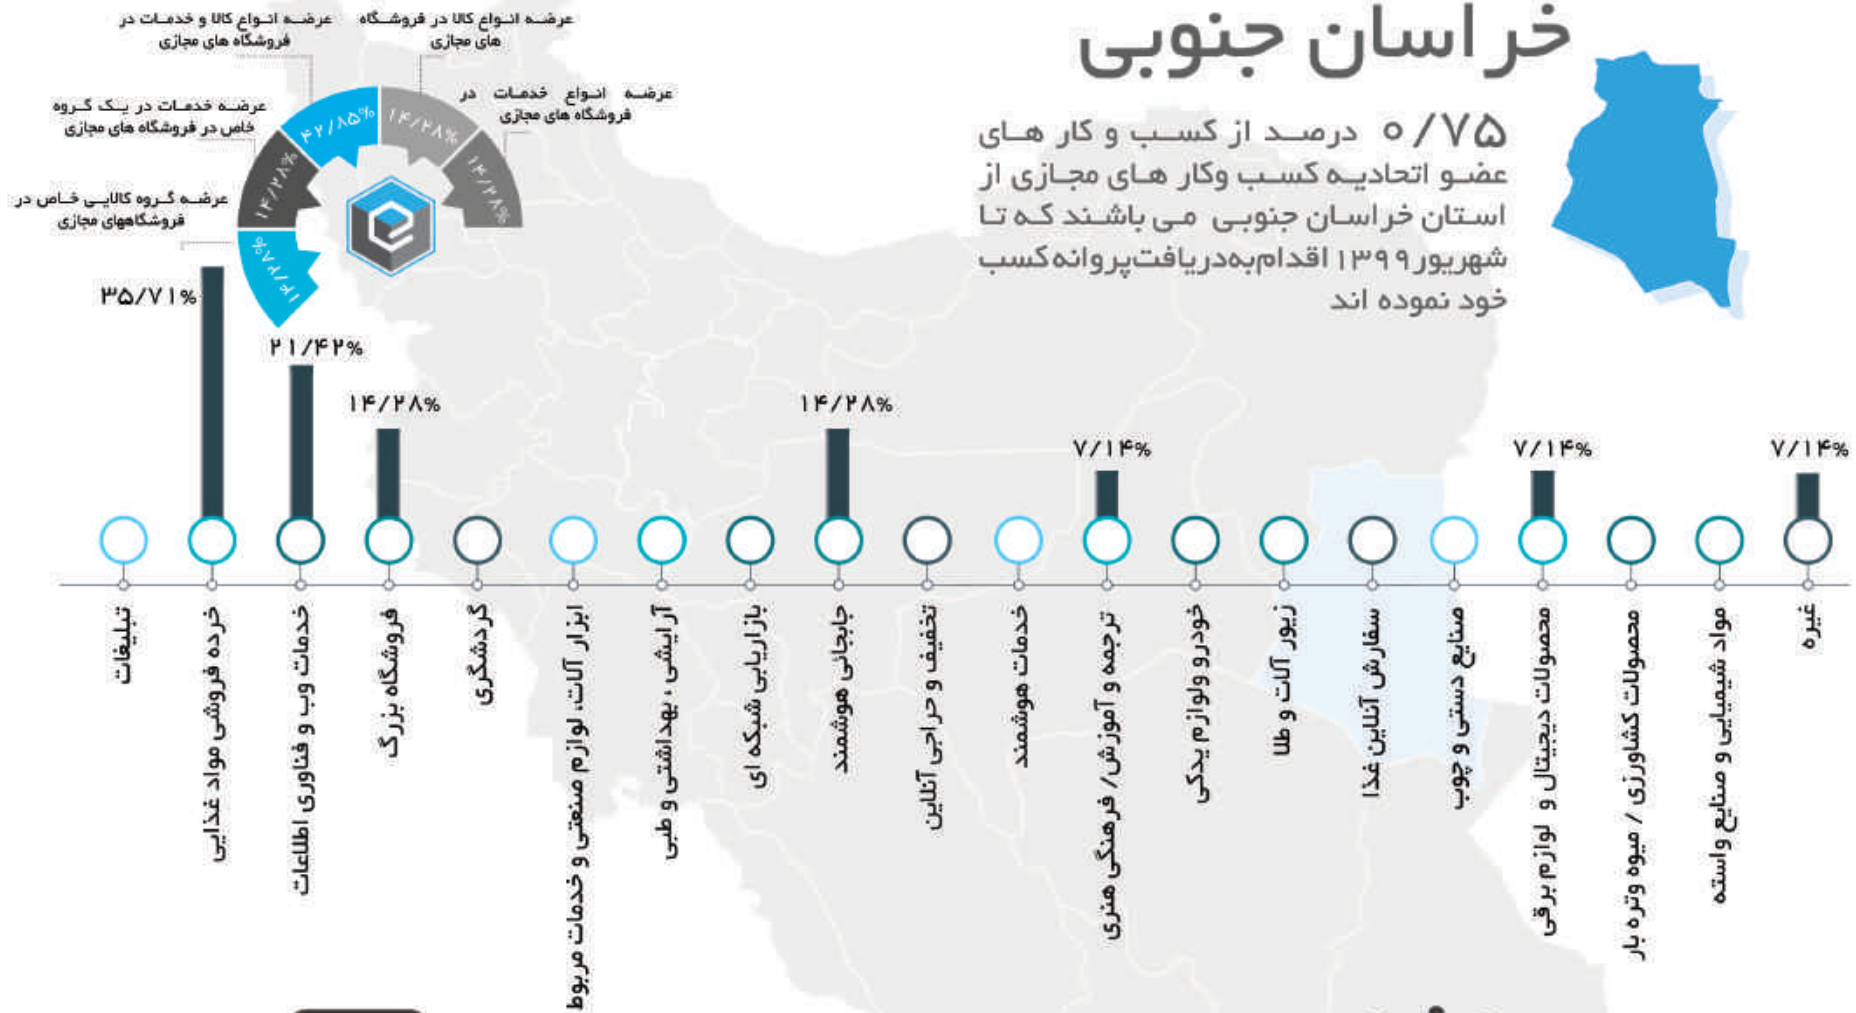 خراسان جنوبی
۰/۷۵ درصد از کسب و کار های
عضو اتحادیه کسب وکار های مجازی از
استان خراسان جنوبی می باشند که تا
شهریور۱۳۹۹ اقدام به دریافت پروانه کسب
خود نموده اند
عرضه انواع کالا در فروشگاه
های مجازی
عرضه انواع کالا و خدمات در
فروشگاه های مجازی
عرضه انواع خدمات در
فروشگاه های مجازی
عرضه خدمات در یک گروه
خاص در فروشگاه های مجازی
عرضه گروه کالایی خاص در
فروشگاههای مجازی
۱۴/۲۸%
۱۴/۲۸%
۴۲/۸۵%
۱۴/۲۸%
۱۴/۲۸%
۳۵/۷۱%
۲۱/۴۲%
۱۴/۲۸%
۱۴/۲۸%
۷/۱۴%
۷/۱۴%
۷/۱۴%
تبلیغات
خرده فروشی مواد غذایی
خدمات وب و فناوری اطلاعات
فروشگاه بزرگ
گردشگری
ابزار آلات، لوازم صنعتی و خدمات مربوط
آرایشی ، بهداشتی و طبی
بازاریابی شبکه ای
جابجائی هوشمند
تخفیف و حراجی آنلاین
خدمات هوشمند
ترجمه و آموزش/ فرهنگی هنری
خودرو ولوازم یدکی
زیور آلات و طلا
سفارش آنلاین غذا
صنایع دستی و چوب
محصولات دیجیتال و لوازم برقی
محصولات کشاورزی / میوه وتره بار
مواد شیمیایی و صنایع واسته
غیره